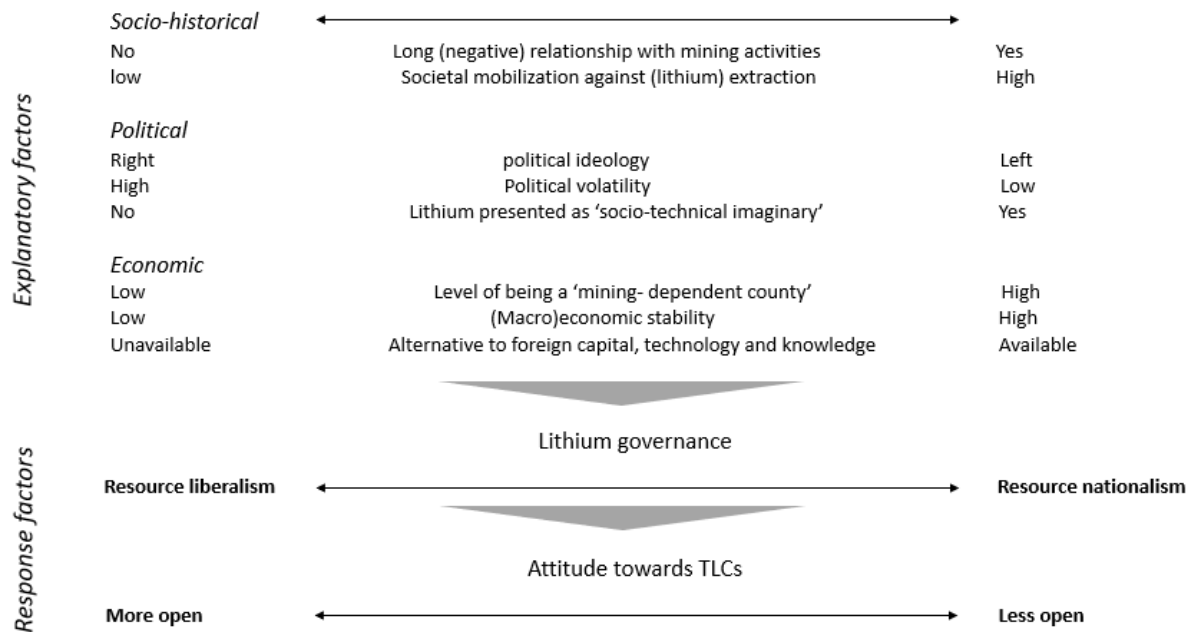 Explanatory factors
Socio-historical
No Long (negative) relationship with mining activities Yes
low Societal mobilization against (lithium) extraction High
Political
Right political ideology Left
High Political volatility Low
No Lithium presented as ‘socio-technical imaginary’ Yes
Economic
Low Level of being a ‘mining- dependent county’ High
Low (Macro)economic stability High
Unavailable Alternative to foreign capital, technology and knowledge Available
Response factors
Lithium governance
Resource liberalism Resource nationalism
Attitude towards TLCs
More open Less open